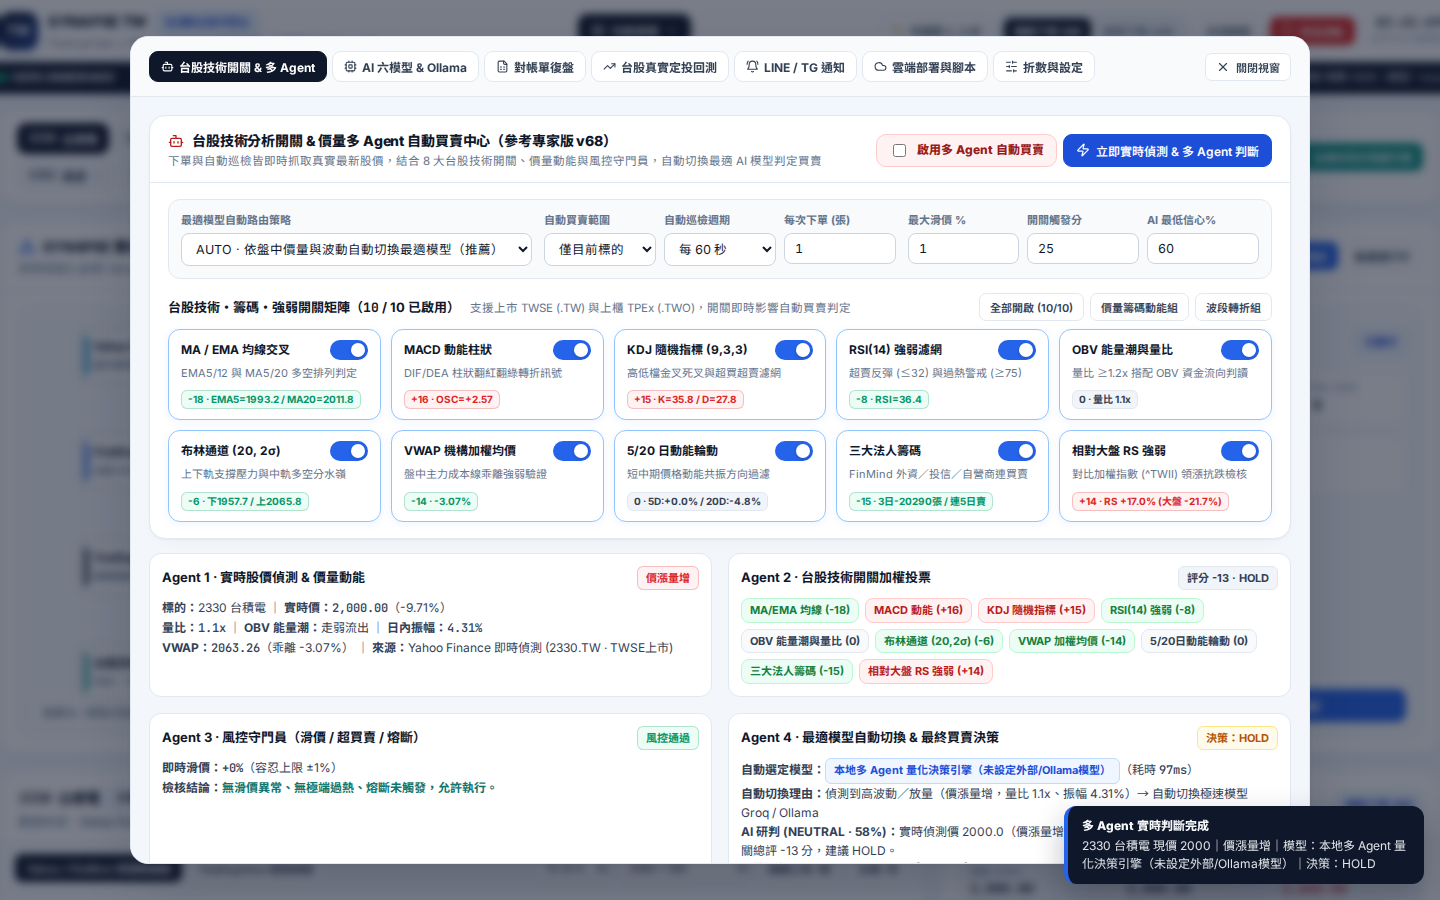 台股技術開關 & 多 Agent
AI 六模型 & Ollama
對帳單復盤
台股真實定投回測
LINE / TG 通知
雲端部署與腳本
折數與設定
關閉視窗
台股技術分析開關 & 價量多 Agent 自動買賣中心（參考專家版 v68）
下單與自動巡檢皆即時抓取真實最新股價，結合 8 大台股技術開關、價量動能與風控守門員，自動切換最適 AI 模型判定買賣
啟用多 Agent 自動買賣
立即實時偵測 & 多 Agent 判斷
最適模型自動路由策略
自動買賣範圍
自動巡檢週期
每次下單 (張)
最大滑價 %
開關觸發分
AI 最低信心%
AUTO · 依盤中價量與波動自動切換最適模型（推薦）
僅目前標的
每 60 秒
1
1
25
60
台股技術・籌碼・強弱開關矩陣（10 / 10 已啟用）
支援上市 TWSE (.TW) 與上櫃 TPEx (.TWO)，開關即時影響自動買賣判定
全部開啟 (10/10)
價量籌碼動能組
波段轉折組
MA / EMA 均線交叉
EMA5/12 與 MA5/20 多空排列判定
-18 · EMA5=1993.2 / MA20=2011.8
MACD 動能柱狀
DIF/DEA 柱狀翻紅翻綠轉折訊號
+16 · OSC=+2.57
KDJ 隨機指標 (9,3,3)
高低檔金叉死叉與超買超賣濾網
+15 · K=35.8 / D=27.8
RSI(14) 強弱濾網
超賣反彈 (≤32) 與過熱警戒 (≥75)
-8 · RSI=36.4
OBV 能量潮與量比
量比 ≥1.2x 搭配 OBV 資金流向判讀
0 · 量比 1.1x
布林通道 (20, 2σ)
上下軌支撐壓力與中軌多空分水嶺
-6 · 下1957.7 / 上2065.8
VWAP 機構加權均價
盤中主力成本線乖離強弱驗證
-14 · -3.07%
5/20 日動能輪動
短中期價格動能共振方向過濾
0 · 5D:+0.0% / 20D:-4.8%
三大法人籌碼
FinMind 外資／投信／自營商連買賣
-15 · 3日-20290張 / 連5日賣
相對大盤 RS 強弱
對比加權指數 (^TWII) 領漲抗跌檢核
+14 · RS +17.0% (大盤 -21.7%)
Agent 1 · 實時股價偵測 & 價量動能
價漲量增
標的：2330 台積電 ｜ 實時價：2,000.00（-9.71%）
量比：1.1x ｜ OBV 能量潮：走弱流出 ｜ 日內振幅：4.31%
VWAP：2063.26（乖離 -3.07%） ｜ 來源：Yahoo Finance 即時偵測 (2330.TW · TWSE上市)
Agent 2 · 台股技術開關加權投票
評分 -13 · HOLD
MA/EMA 均線 (-18)
MACD 動能 (+16)
KDJ 隨機指標 (+15)
RSI(14) 強弱 (-8)
OBV 能量潮與量比 (0)
布林通道 (20,2σ) (-6)
VWAP 加權均價 (-14)
5/20日動能輪動 (0)
三大法人籌碼 (-15)
相對大盤 RS 強弱 (+14)
Agent 3 · 風控守門員（滑價 / 超買賣 / 熔斷）
風控通過
即時滑價：+0%（容忍上限 ±1%）
檢核結論：無滑價異常、無極端過熱、熔斷未觸發，允許執行。
Agent 4 · 最適模型自動切換 & 最終買賣決策
決策：HOLD
自動選定模型：本地多 Agent 量化決策引擎（未設定外部/Ollama模型）（耗時 97ms）
自動切換理由：偵測到高波動／放量（價漲量增，量比 1.1x、振幅 4.31%）→ 自動切換極速模型
Groq / Ollama
AI 研判 (NEUTRAL · 58%)：實時偵測價 2000.0（價漲量增
關總評 -13 分，建議 HOLD。
多 Agent 實時判斷完成
2330 台積電 現價 2000｜價漲量增｜模型：本地多 Agent 量
化決策引擎（未設定外部/Ollama模型）｜決策：HOLD